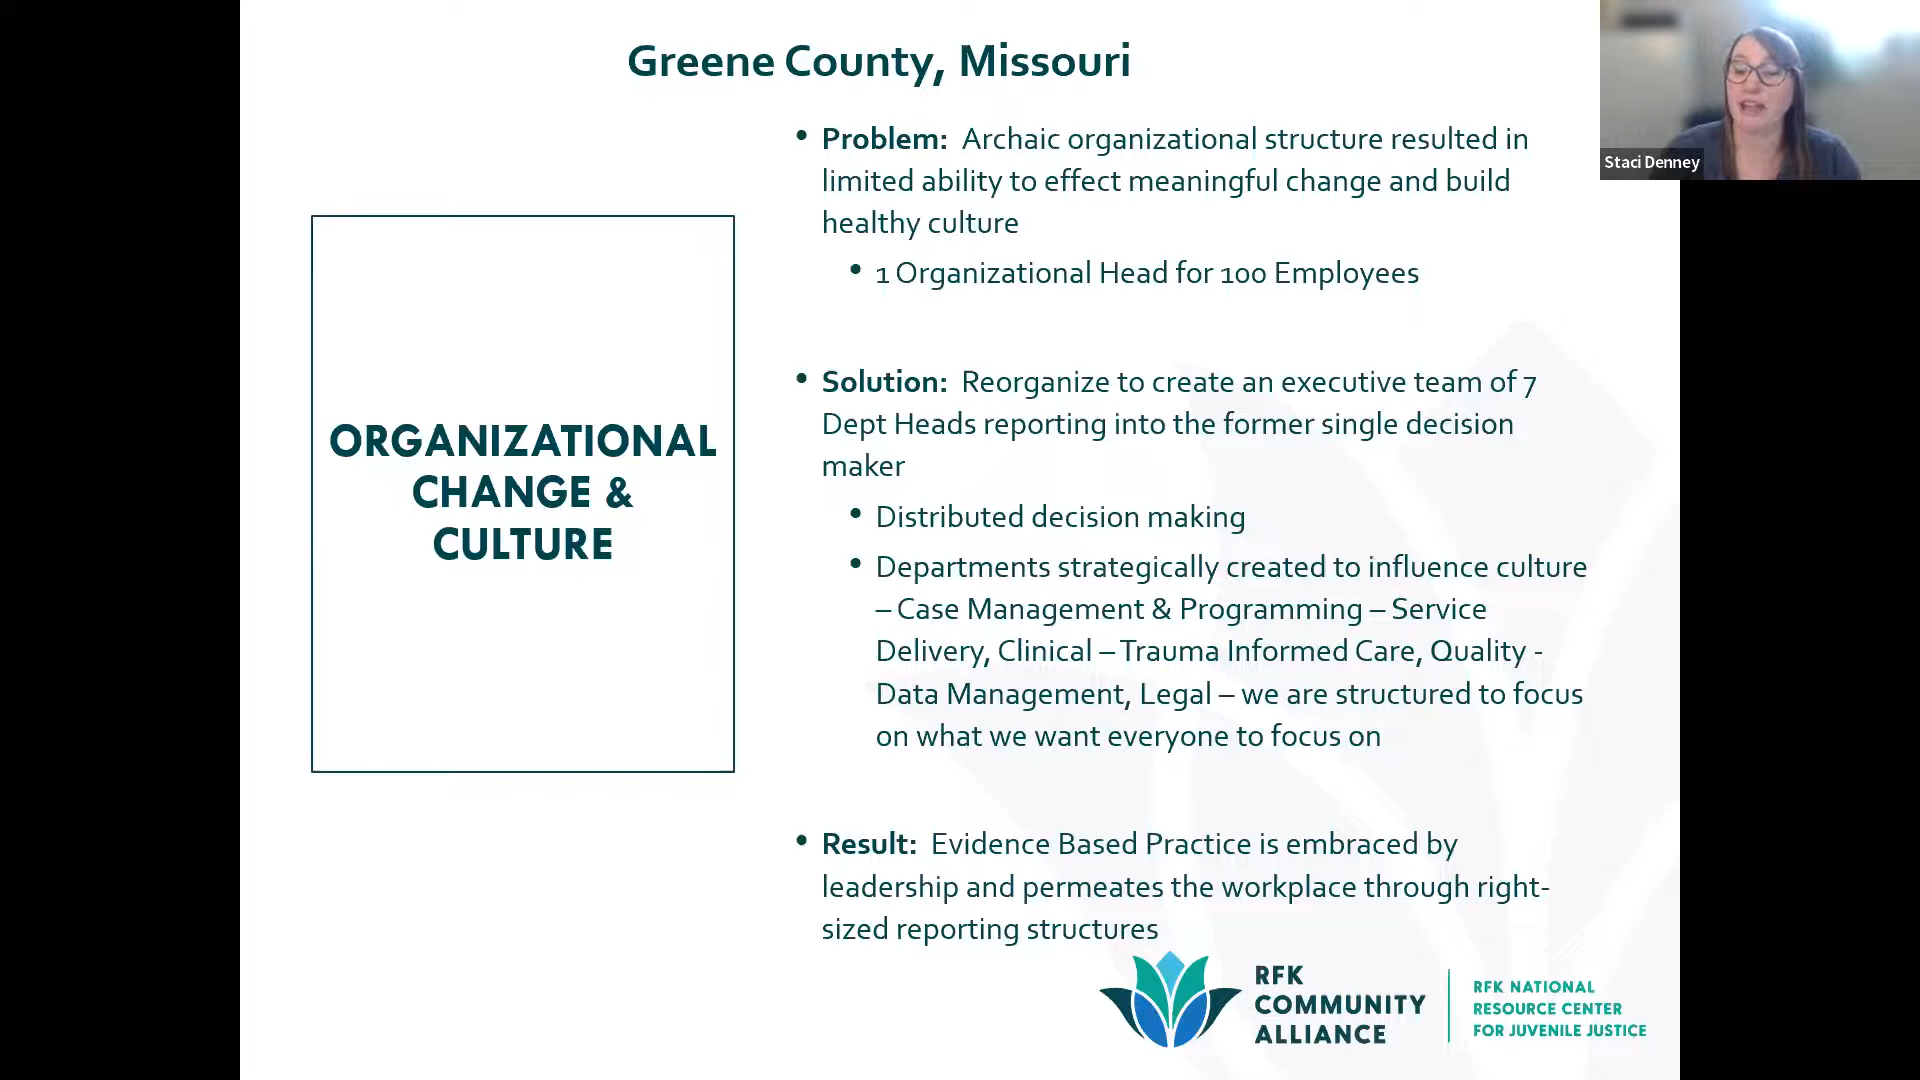 Greene County, Missouri
Staci Denney
ORGANIZATIONAL
CHANGE &
CULTURE
• Problem: Archaic organizational structure resulted in
limited ability to effect meaningful change and build
healthy culture
• 1 Organizational Head for 100 Employees
• Solution: Reorganize to create an executive team of 7
Dept Heads reporting into the former single decision
maker
• Distributed decision making
• Departments strategically created to influence culture
– Case Management & Programming – Service
Delivery, Clinical – Trauma Informed Care, Quality -
Data Management, Legal – we are structured to focus
on what we want everyone to focus on
• Result: Evidence Based Practice is embraced by
leadership and permeates the workplace through right-
sized reporting structures
RFK
COMMUNITY
ALLIANCE
RFK NATIONAL
RESOURCE CENTER
FOR JUVENILE JUSTICE